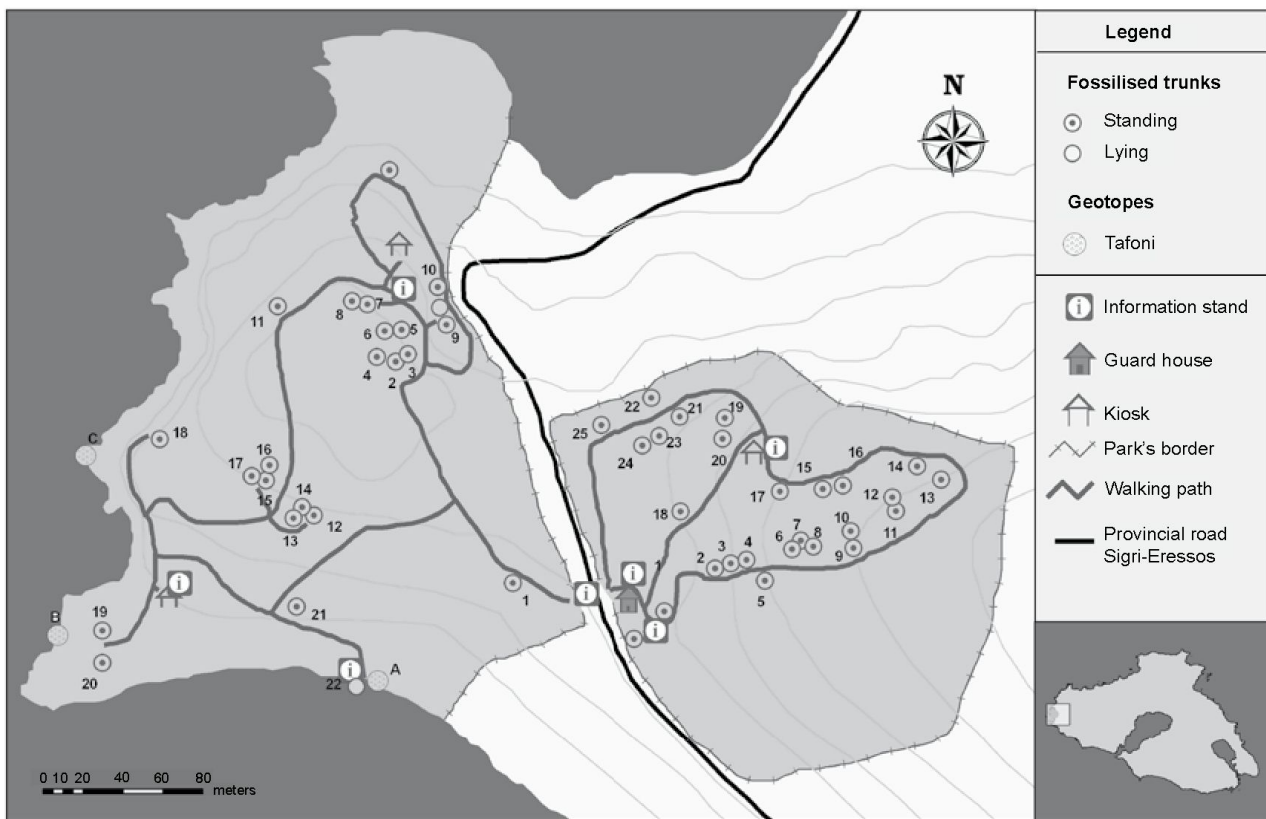 N
10
7
8
11
6
5
9
4
2
3
18
C
17
16
15
14
12
13
B
19
20
21
1
22
A
22
21
19
25
23
24
20
16
15
14
17
12
13
18
11
10
7
6
8
9
2
3
4
1
5
0 10 20 40 60 80
meters
Legend
Fossilised trunks
Standing
Lying
Geotopes
Tafoni
i Information stand
Guard house
Kiosk
Park's border
Walking path
Provincial road
Sigri-Eressos
i
i
i
i
i
i
i